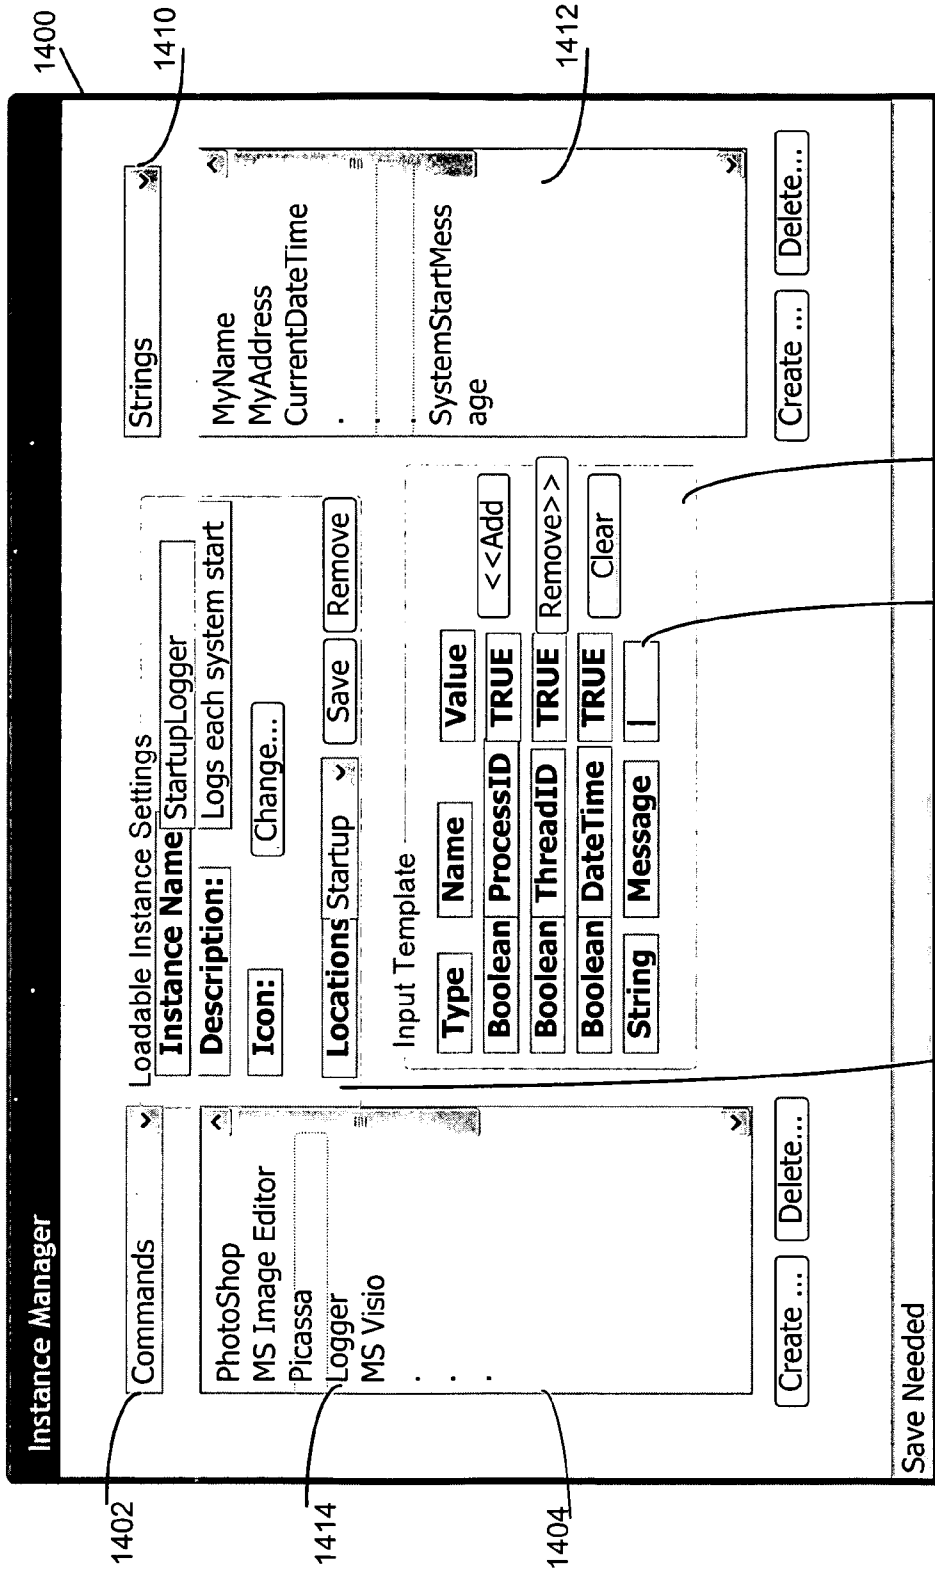 1400
1410
1412
Instance Manager
Commands
PhotoShop
MS Image Editor
Picassa
Logger
MS Visio
.
.
.
Create ... Delete...
Loadable Instance Settings
Instance Name StartupLogger
Description: Logs each system start
Icon: Change...
Locations Startup Save Remove
Input Template
Type Name Value
Boolean ProcessID TRUE <<Add
Boolean ThreadID TRUE Remove>>
Boolean DateTime TRUE Clear
String Message |
Strings
MyName
MyAddress
CurrentDateTime
.
.
.
SystemStartMess
age
Create ... Delete...
Save Needed
1402
1414
1404